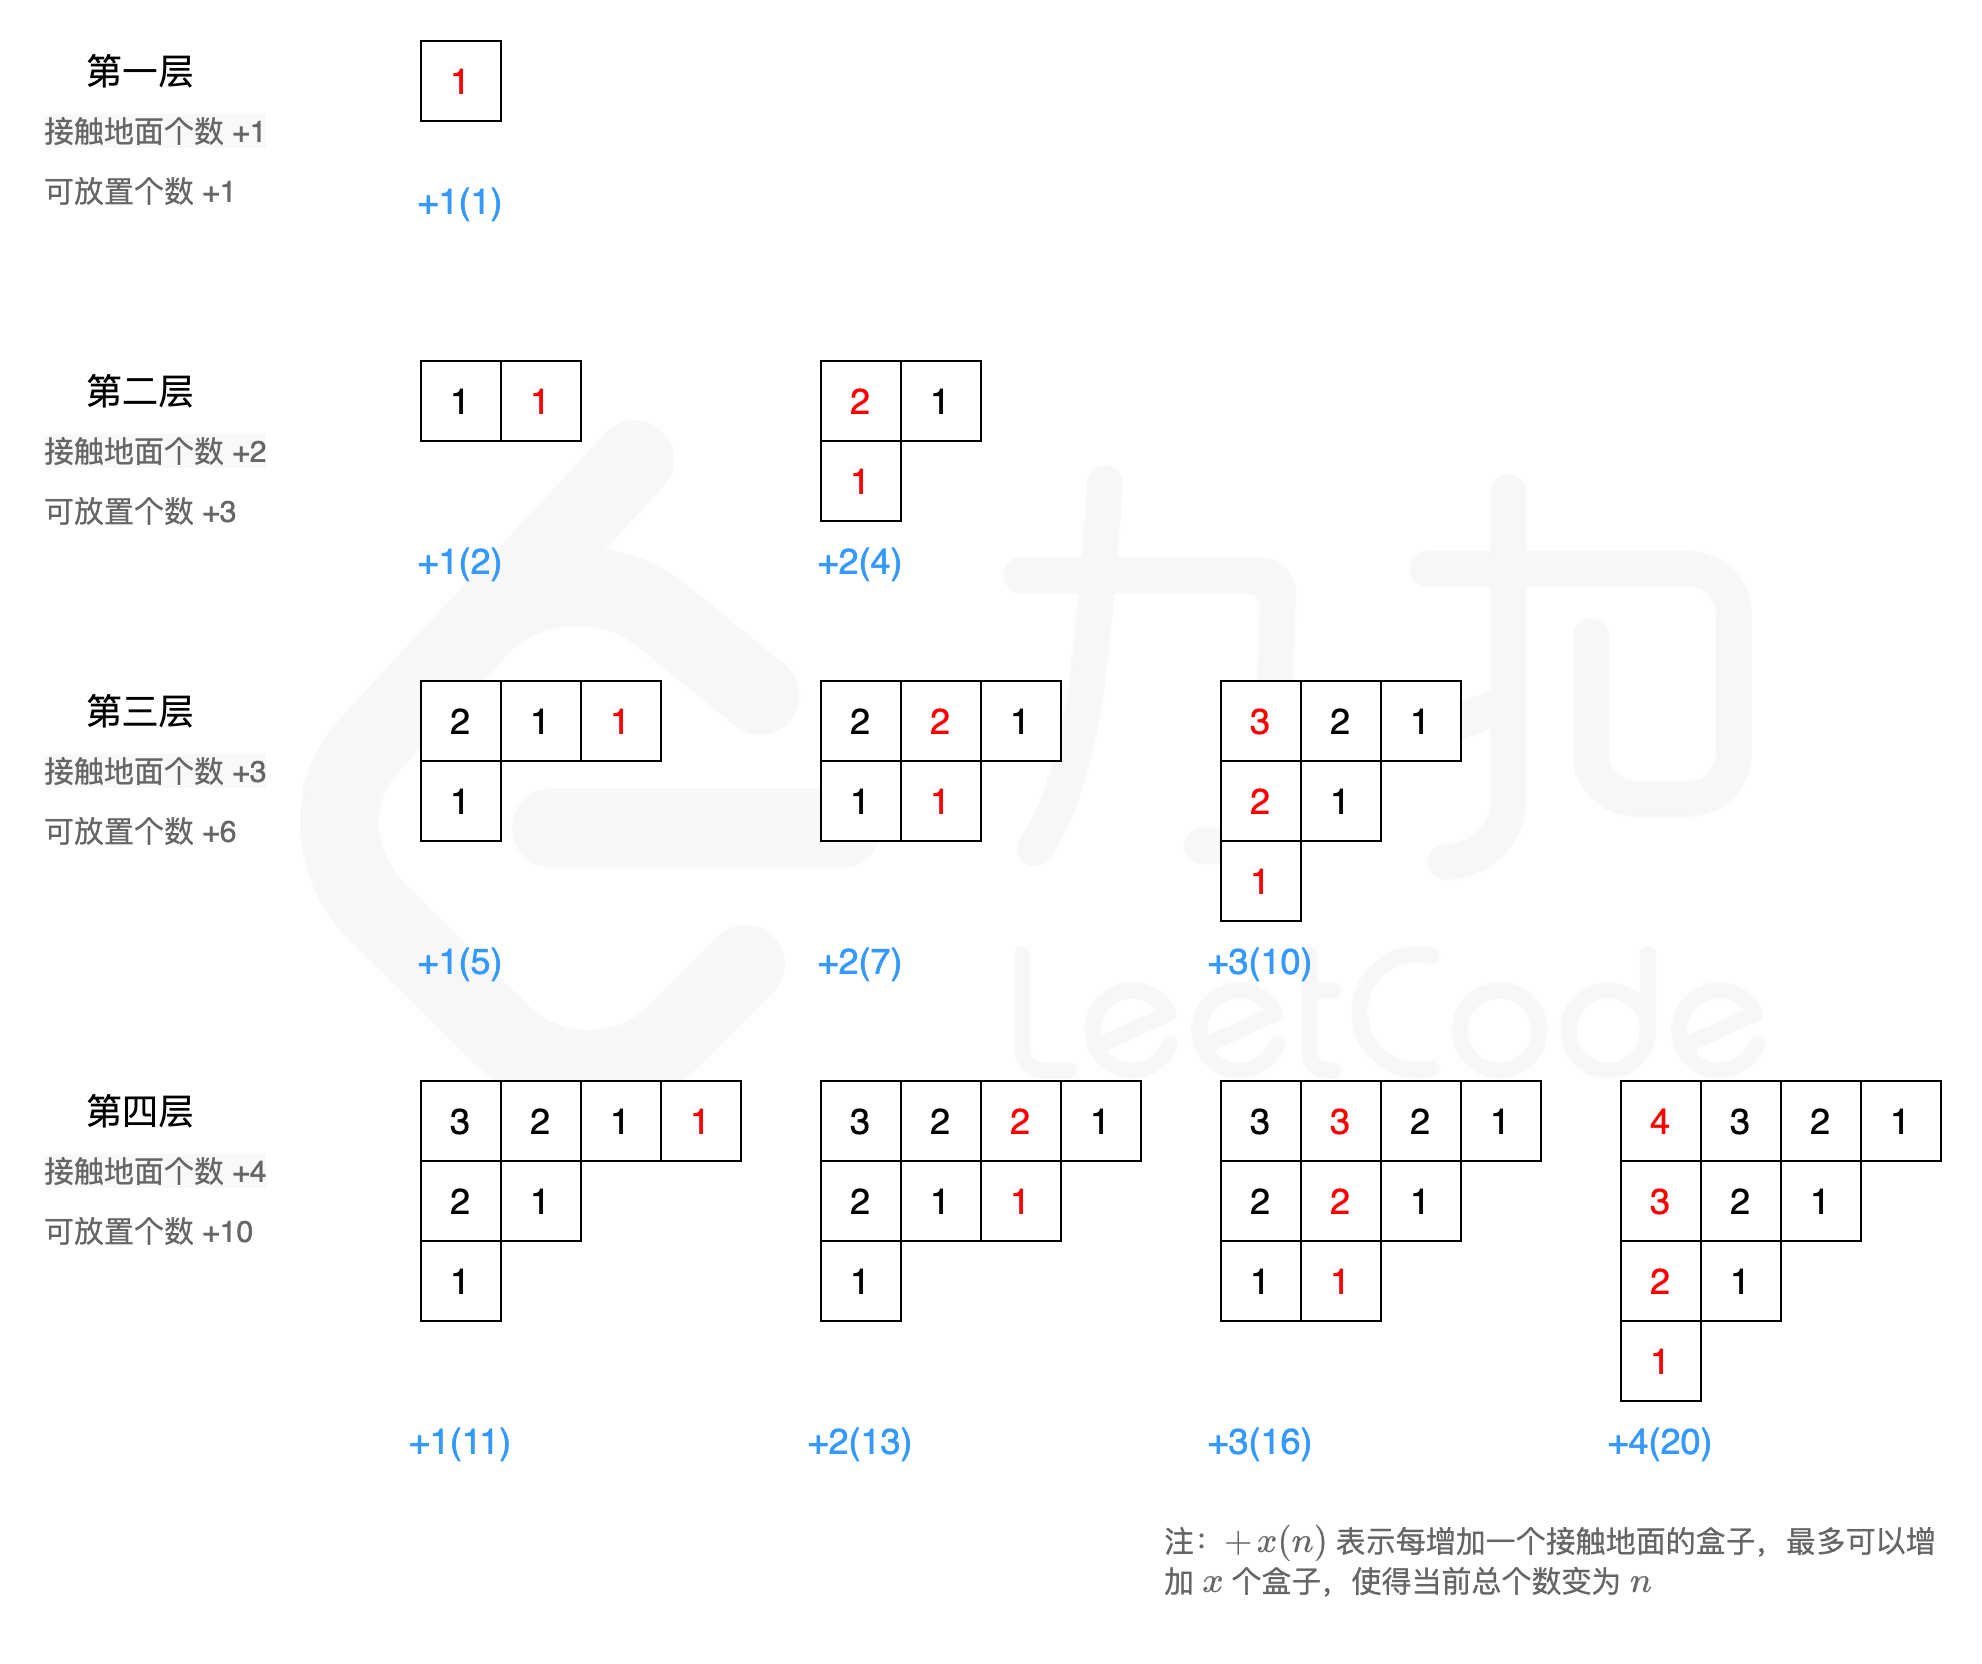 第一层
接触地面个数 +1
可放置个数 +1
1
+1(1)
第二层
接触地面个数 +2
可放置个数 +3
1 1
+1(2)
2 1
1
+2(4)
第三层
接触地面个数 +3
可放置个数 +6
2 1 1
1
+1(5)
2 2 1
1 1
+2(7)
3 2 1
2 1
1
+3(10)
第四层
接触地面个数 +4
可放置个数 +10
3 2 1 1
2 1
1
+1(11)
3 2 2 1
2 1 1
1
+2(13)
3 3 2 1
2 2 1
1 1
+3(16)
4 3 2 1
3 2 1
2 1
1
+4(20)
注：+x(n) 表示每增加一个接触地面的盒子，最多可以增
加 x 个盒子，使得当前总个数变为 n
力扣
LeetCode